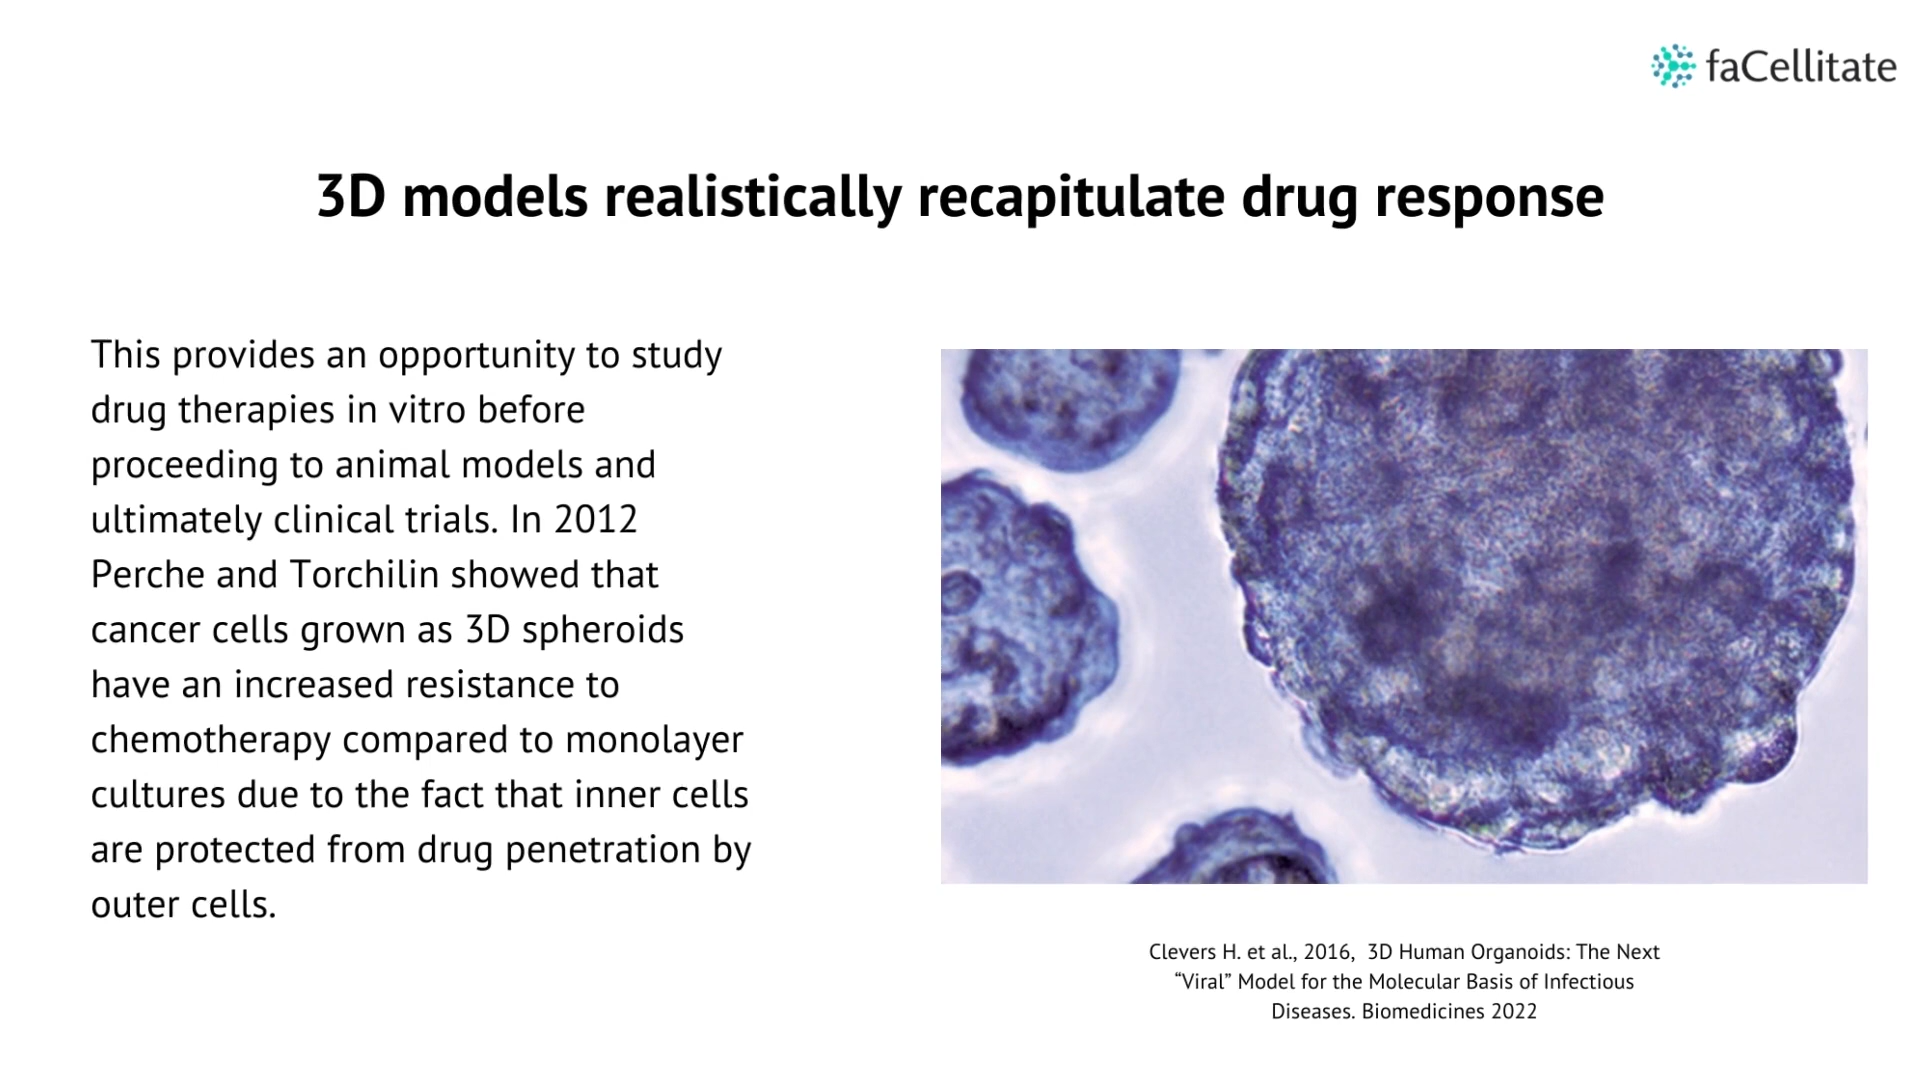 faCellitate
3D models realistically recapitulate drug response
This provides an opportunity to study
drug therapies in vitro before
proceeding to animal models and
ultimately clinical trials. In 2012
Perche and Torchilin showed that
cancer cells grown as 3D spheroids
have an increased resistance to
chemotherapy compared to monolayer
cultures due to the fact that inner cells
are protected from drug penetration by
outer cells.
Clevers H. et al., 2016,  3D Human Organoids: The Next
“Viral” Model for the Molecular Basis of Infectious
Diseases. Biomedicines 2022